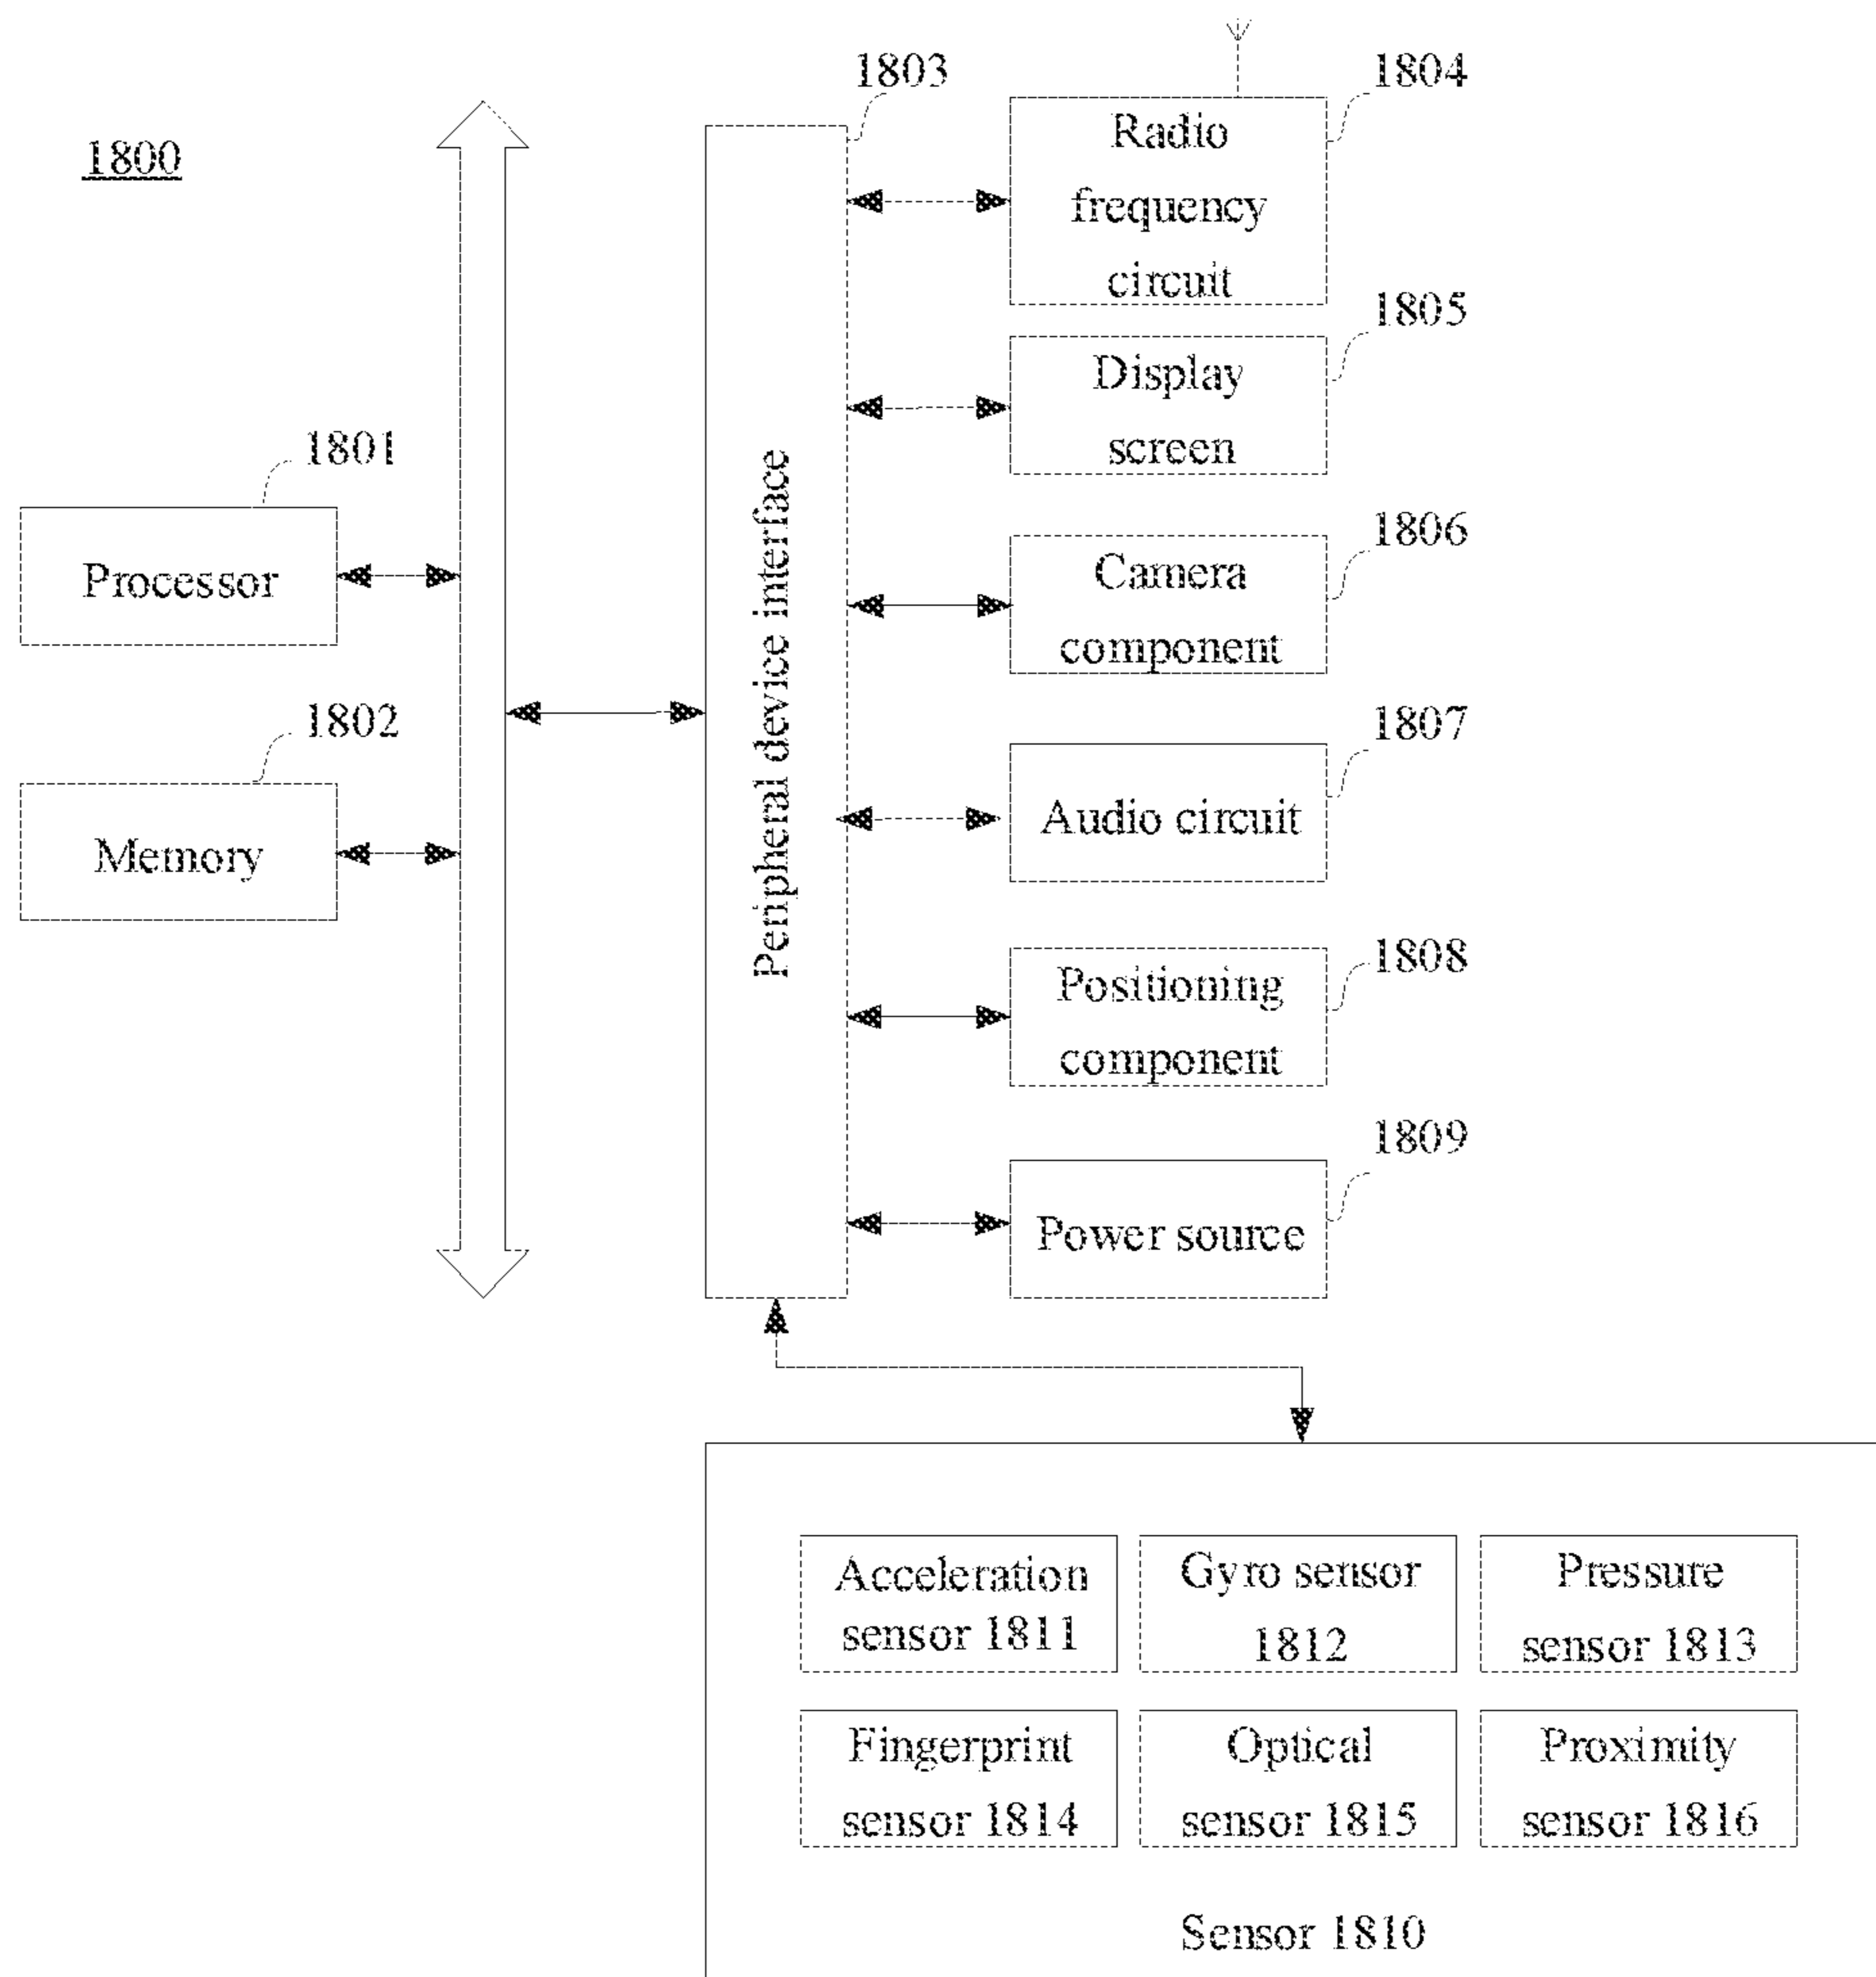 1800
1801
Processor
1802
Memory
1803
Peripheral device interface
1804
Radio
frequency
circuit
1805
Display
screen
1806
Camera
component
1807
Audio circuit
1808
Positioning
component
1809
Power source
Acceleration
sensor 1811
Gyro sensor
1812
Pressure
sensor 1813
Fingerprint
sensor 1814
Optical
sensor 1815
Proximity
sensor 1816
Sensor 1810